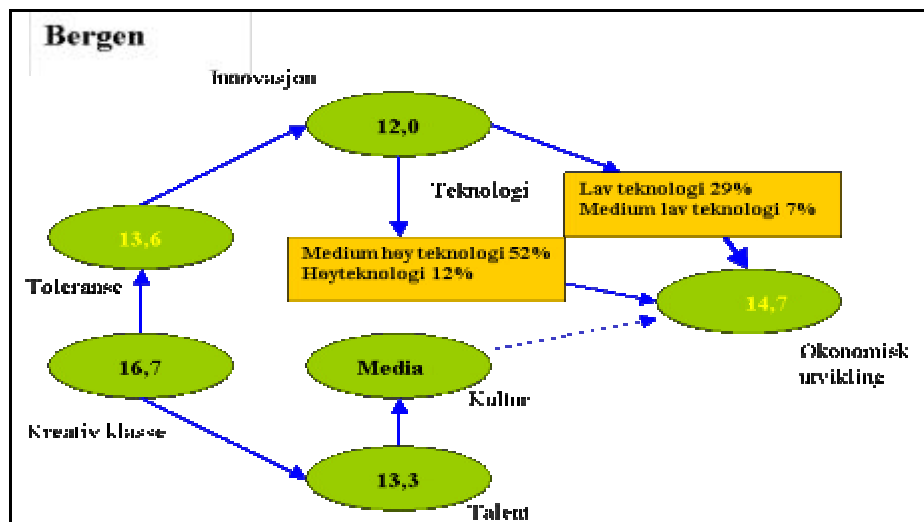 Bergen
Innovasjon
12,0
Teknologi
Lav teknologi 29%
Medium lav teknologi 7%
13,6
Toleranse
Medium høy teknologi 52%
Høyteknologi 12%
14,7
Økonomisk
utvikling
16,7
Kreativ klasse
Media
Kultur
13,3
Talent